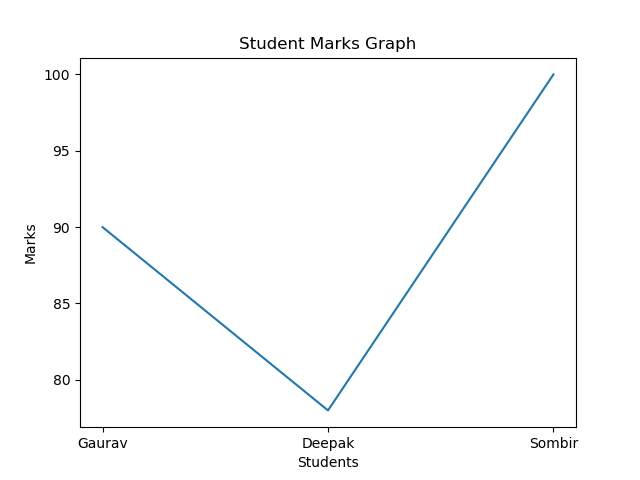 Student Marks Graph
100
95
90
85
80
Marks
Gaurav Deepak Sombir
Students